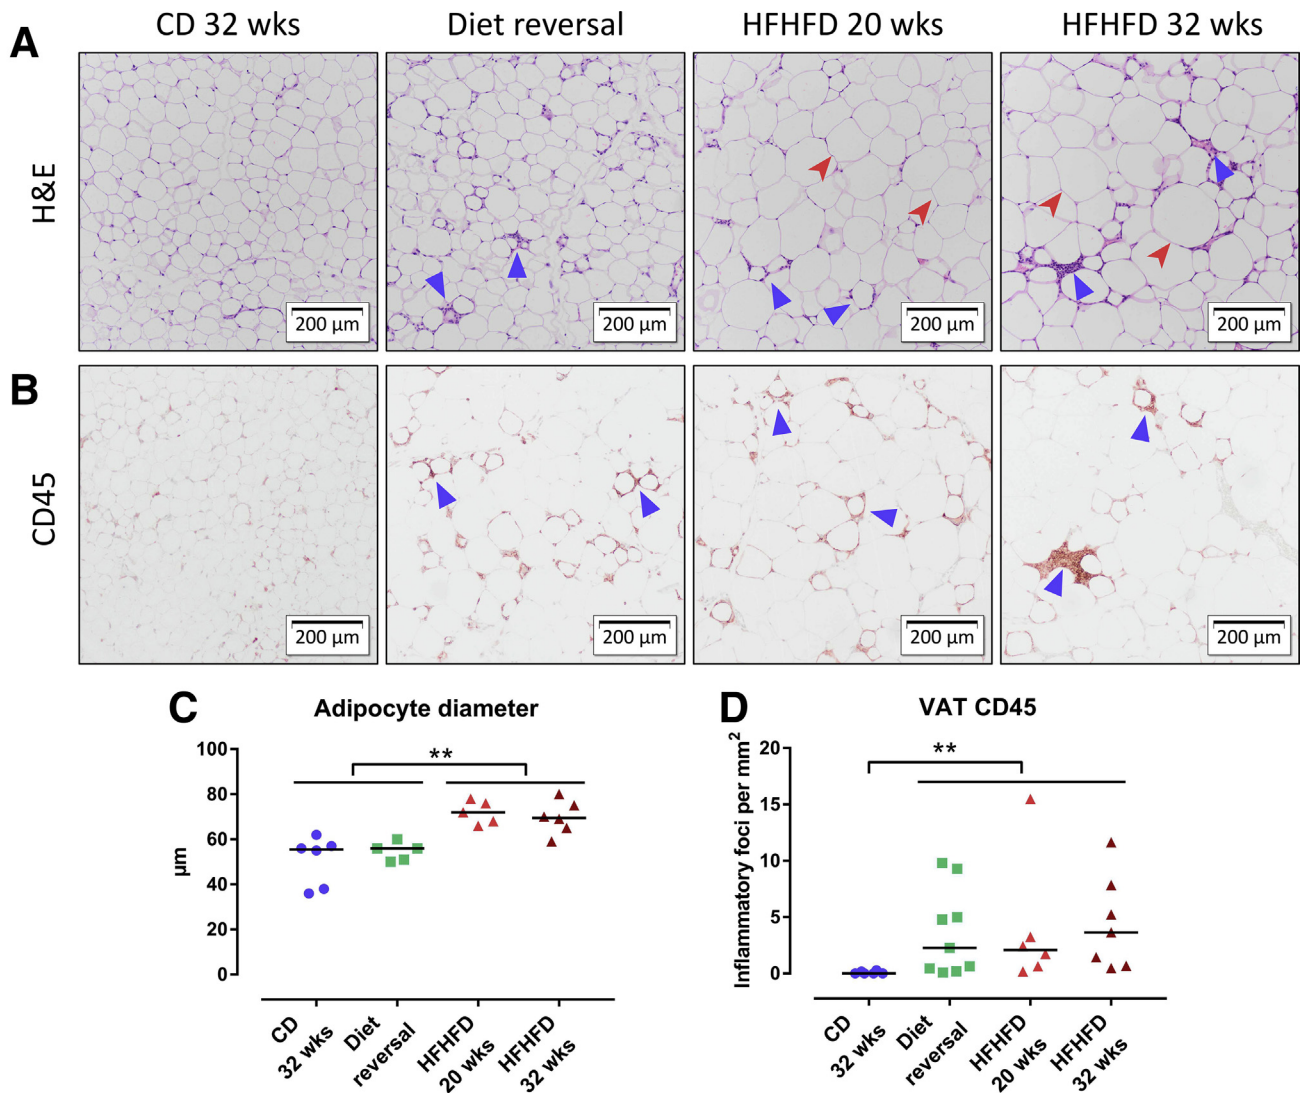 A
CD 32 wks
Diet reversal
HFHFD 20 wks
HFHFD 32 wks
H&E
200 µm
200 µm
200 µm
200 µm
B
CD45
200 µm
200 µm
200 µm
200 µm
C
Adipocyte diameter
**
100
80
60
40
20
0
µm
CD
32 wks
Diet
reversal
HFHFD
20 wks
HFHFD
32 wks
D
VAT CD45
**
20
15
10
5
0
Inflammatory foci per mm²
CD
32 wks
Diet
reversal
HFHFD
20 wks
HFHFD
32 wks